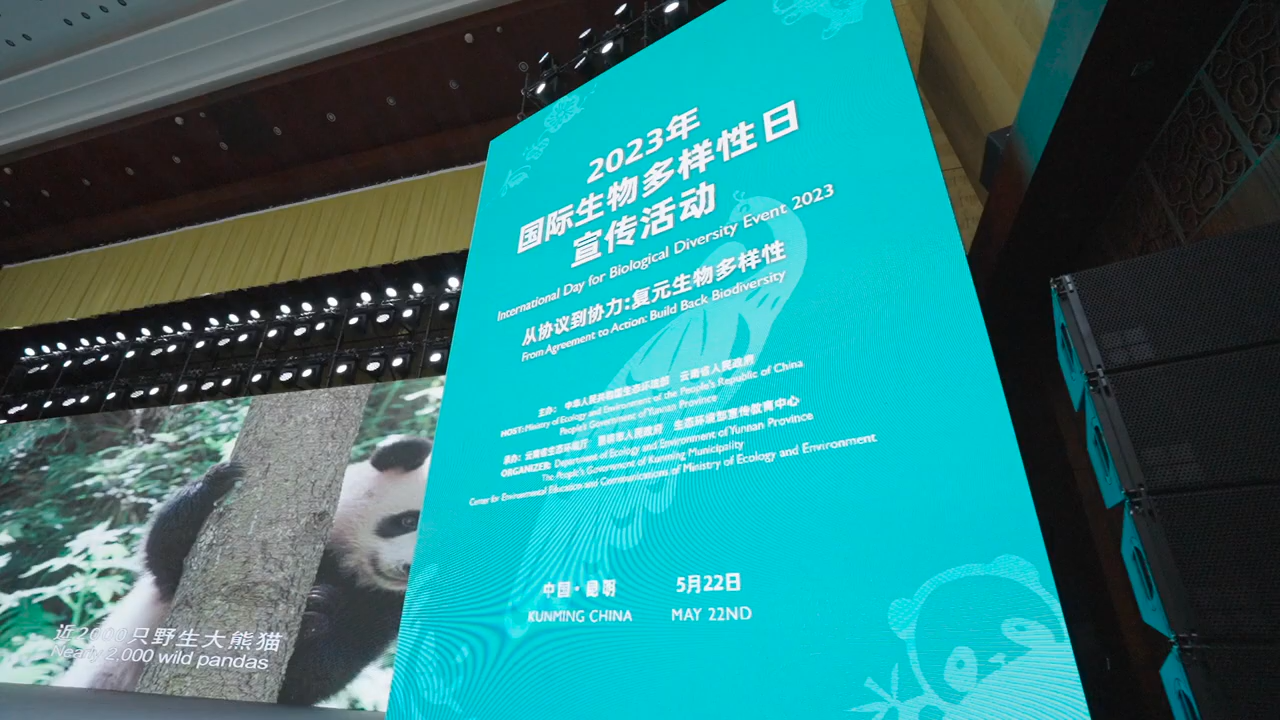 2023年
国际生物多样性日
宣传活动
International Day for Biological Diversity Event 2023
从协议到协力:复元生物多样性
From Agreement to Action: Build Back Biodiversity
主办: 中华人民共和国生态环境部 云南省人民政府
HOST: Ministry of Ecology and Environment of the People's Republic of China
People's Government of Yunnan Province
承办: 云南省生态环境厅 昆明市人民政府 生态环境部宣传教育中心
ORGANIZER: Department of Ecology and Environment of Yunnan Province
The People's Government of Kunming Municipality
Center for Environmental Education and Communications of Ministry of Ecology and Environment
中国·昆明 5月22日
KUNMING CHINA MAY 22ND
近2000只野生大熊猫
Nearly 2,000 wild pandas